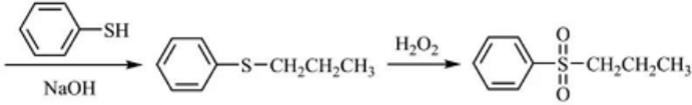 SH
NaOH
S−CH₂CH₂CH₃
H₂O₂
O
S−CH₂CH₂CH₃
O